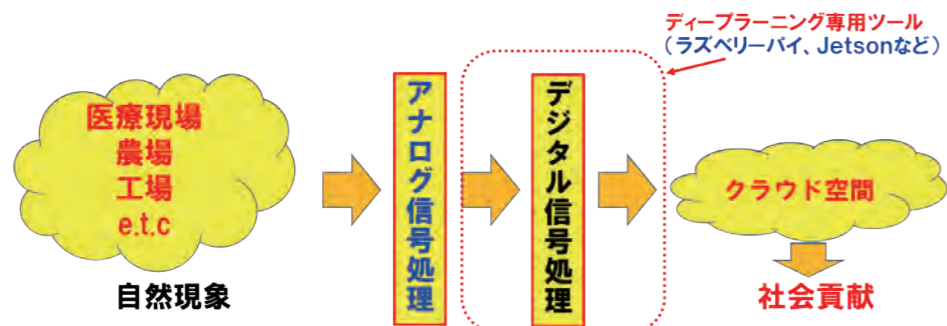 ディープラーニング専用ツール
（ラズベリーパイ、Jetsonなど）
医療現場
農場
工場
e.t.c
自然現象
アナログ信号処理
デジタル信号処理
クラウド空間
社会貢献